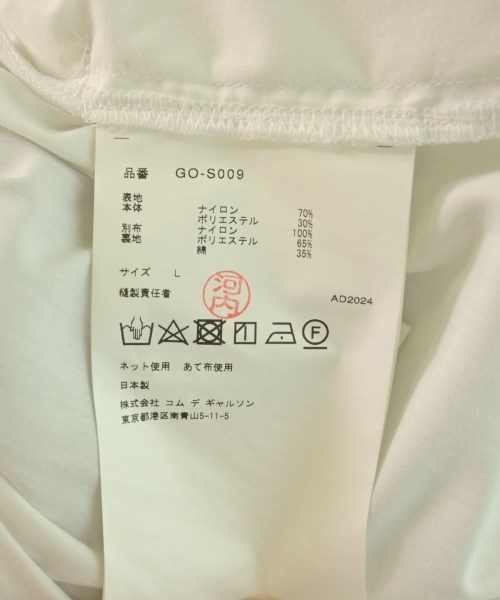 品番 GO-S009
表地
本体 ナイロン 70%
ポリエステル 30%
別布 ナイロン 100%
裏地 ポリエステル 65%
綿 35%
サイズ L
縫製責任者 河内
AD2024
F
ネット使用 あて布使用
日本製
株式会社 コム デ ギャルソン
東京都港区南青山5-11-5